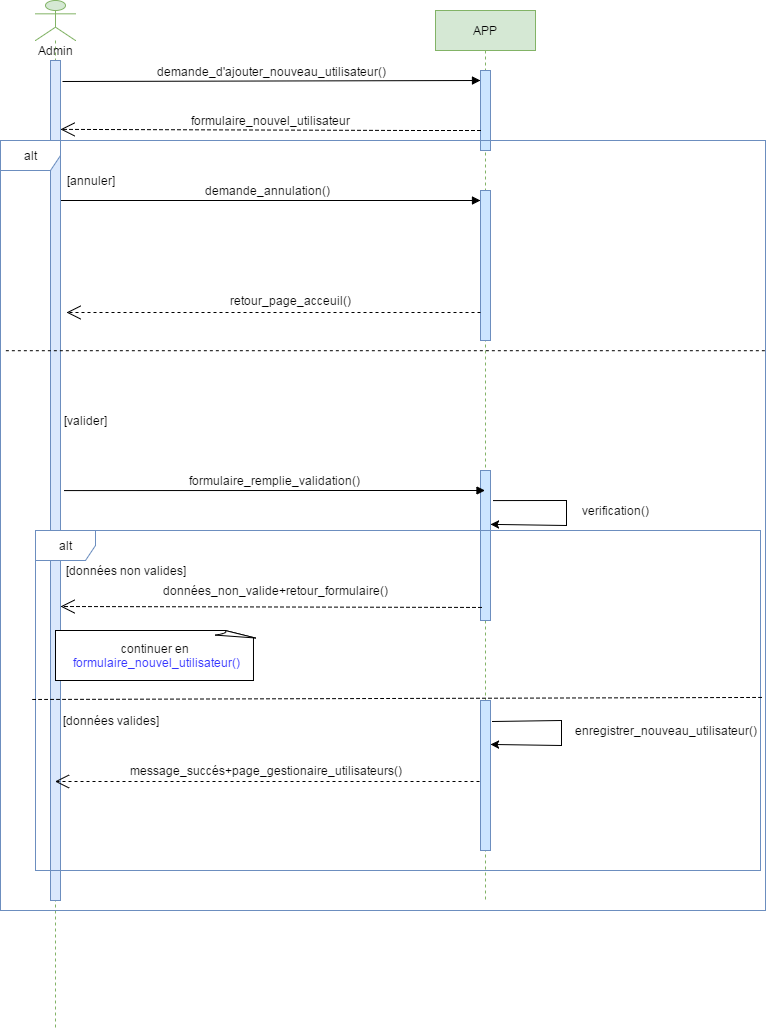 APP
Admin
demande_d'ajouter_nouveau_utilisateur()
formulaire_nouvel_utilisateur
alt
[annuler]
demande_annulation()
retour_page_acceuil()
[valider]
formulaire_remplie_validation()
verification()
alt
[données non valides]
données_non_valide+retour_formulaire()
continuer en
formulaire_nouvel_utilisateur()
[données valides]
enregistrer_nouveau_utilisateur()
message_succés+page_gestionaire_utilisateurs()